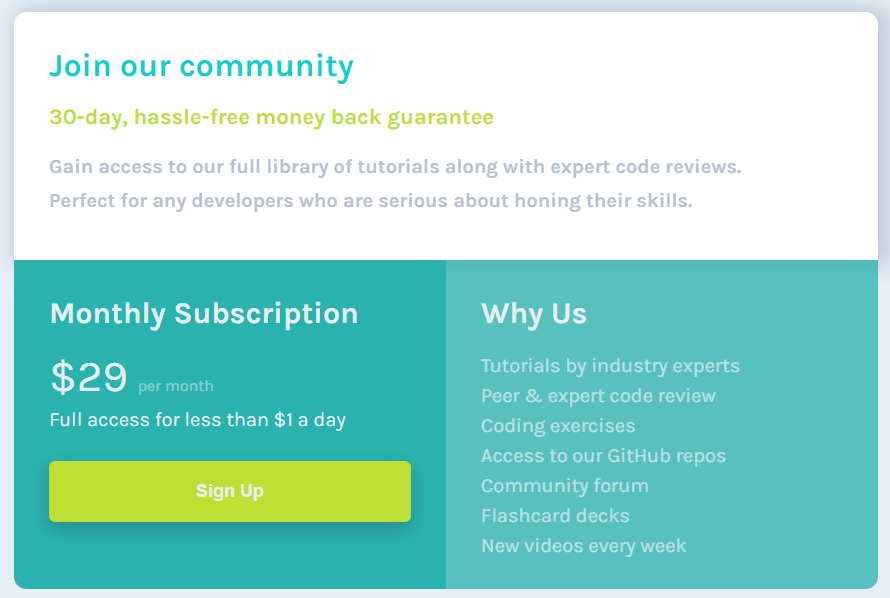 Join our community
30-day, hassle-free money back guarantee
Gain access to our full library of tutorials along with expert code reviews.
Perfect for any developers who are serious about honing their skills.
Monthly Subscription
$29 per month
Full access for less than $1 a day
Sign Up
Why Us
Tutorials by industry experts
Peer & expert code review
Coding exercises
Access to our GitHub repos
Community forum
Flashcard decks
New videos every week